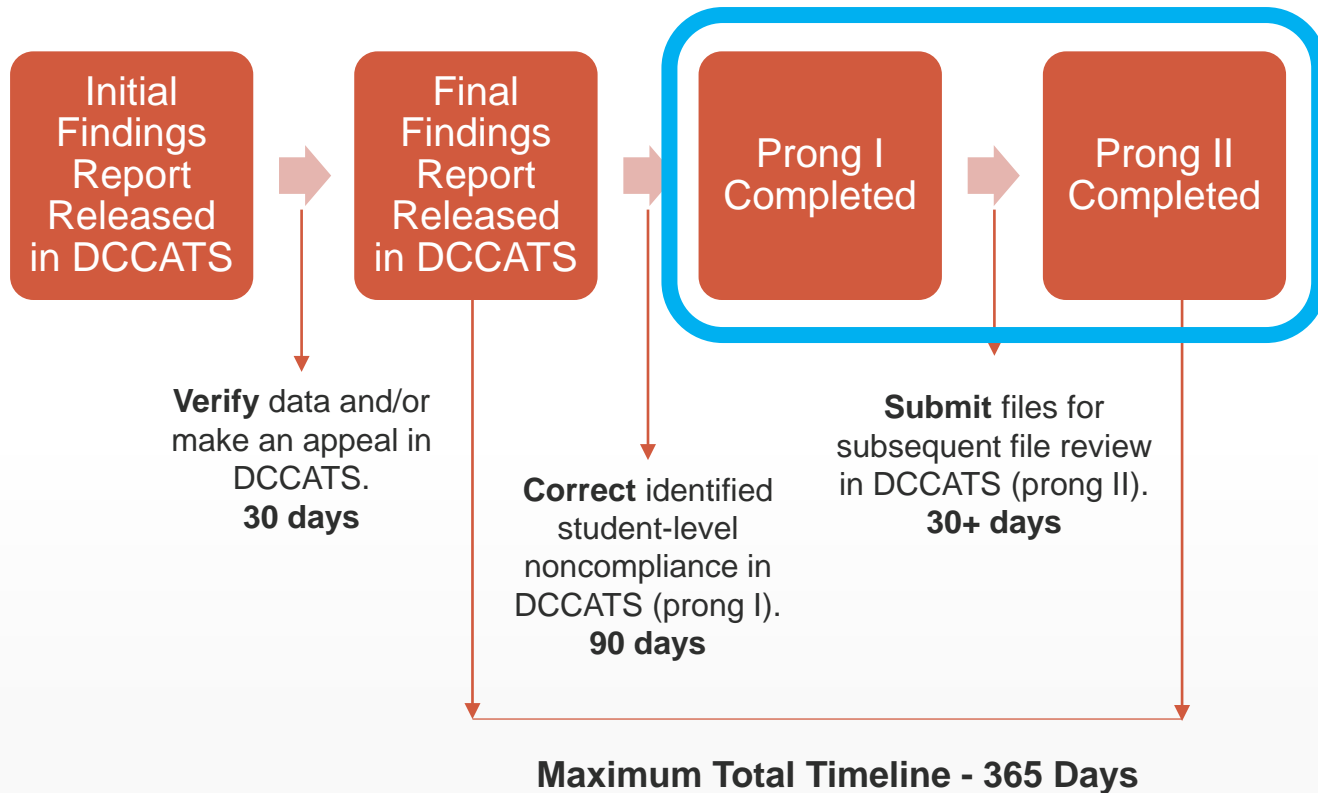 Initial
Findings
Report
Released
in DCCATS
Final
Findings
Report
Released
in DCCATS
Prong I
Completed
Prong II
Completed
Verify data and/or
make an appeal in
DCCATS.
30 days
Correct identified
student-level
noncompliance in
DCCATS (prong I).
90 days
Submit files for
subsequent file review
in DCCATS (prong II).
30+ days
Maximum Total Timeline - 365 Days